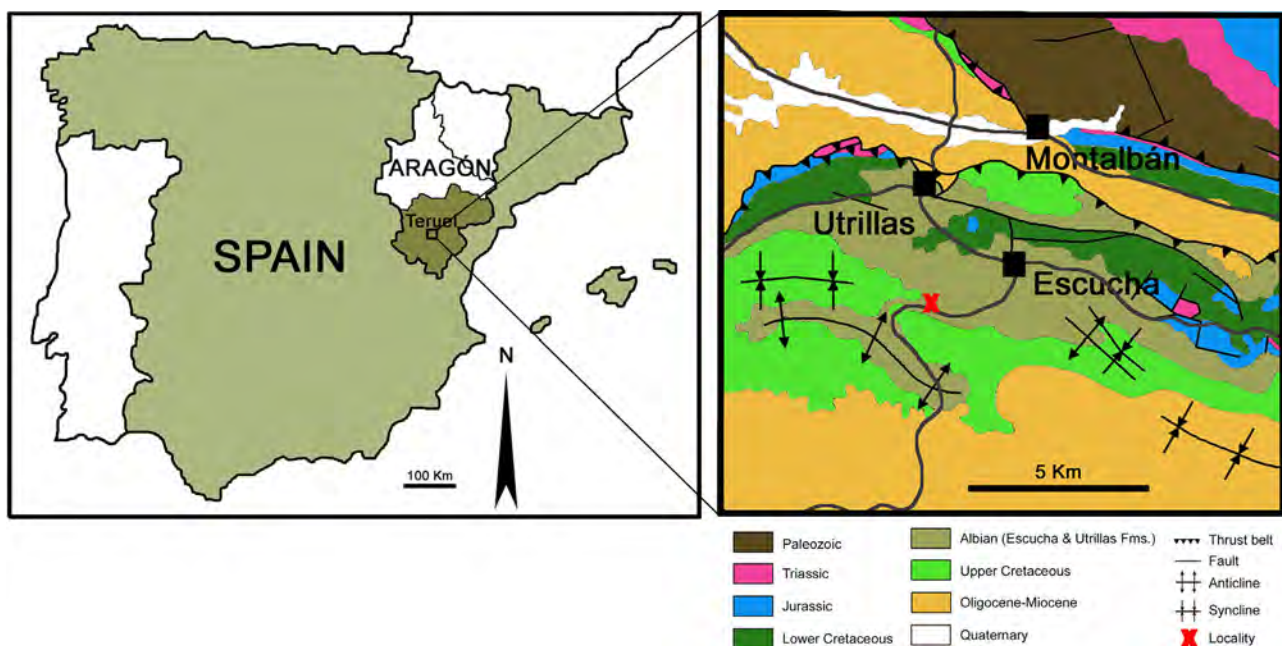 ARAGÓN
Teruel
SPAIN
N
100 Km
Montalbán
Utrillas
Escucha
5 Km
Paleozoic
Triassic
Jurassic
Lower Cretaceous
Albian (Escucha & Utrillas Fms.)
Upper Cretaceous
Oligocene-Miocene
Quaternary
Thrust belt
Fault
Anticline
Syncline
Locality